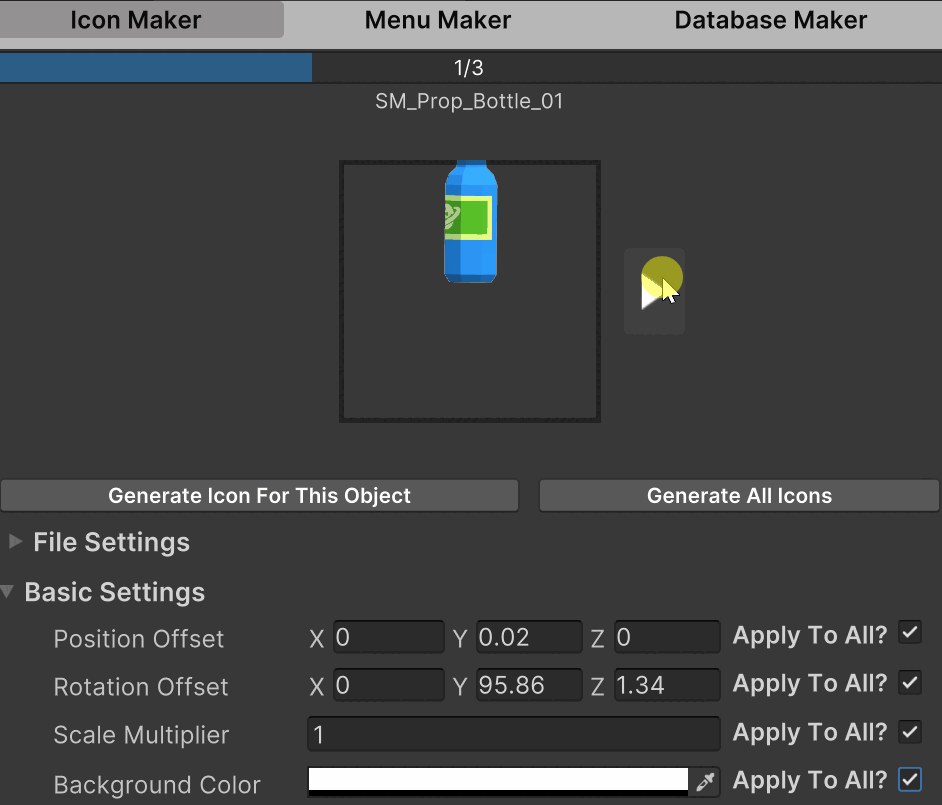 Icon Maker Menu Maker Database Maker
1/3
SM_Prop_Bottle_01
Generate Icon For This Object Generate All Icons
File Settings
Basic Settings
Position Offset X 0 Y 0.02 Z 0 Apply To All?
Rotation Offset X 0 Y 95.86 Z 1.34 Apply To All?
Scale Multiplier 1 Apply To All?
Background Color Apply To All?